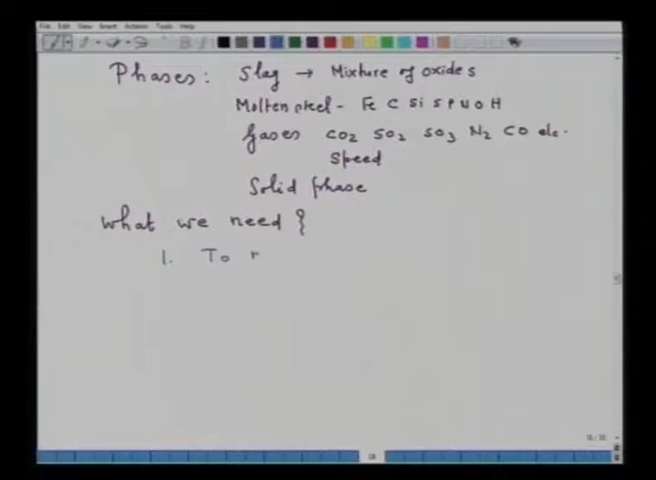 Phases: Slag → Mixture of oxides
Molten steel - Fe C Si S P N O H
Gases CO2 SO2 SO3 N2 CO etc.
Speed
Solid phase
What we need }
1. To r